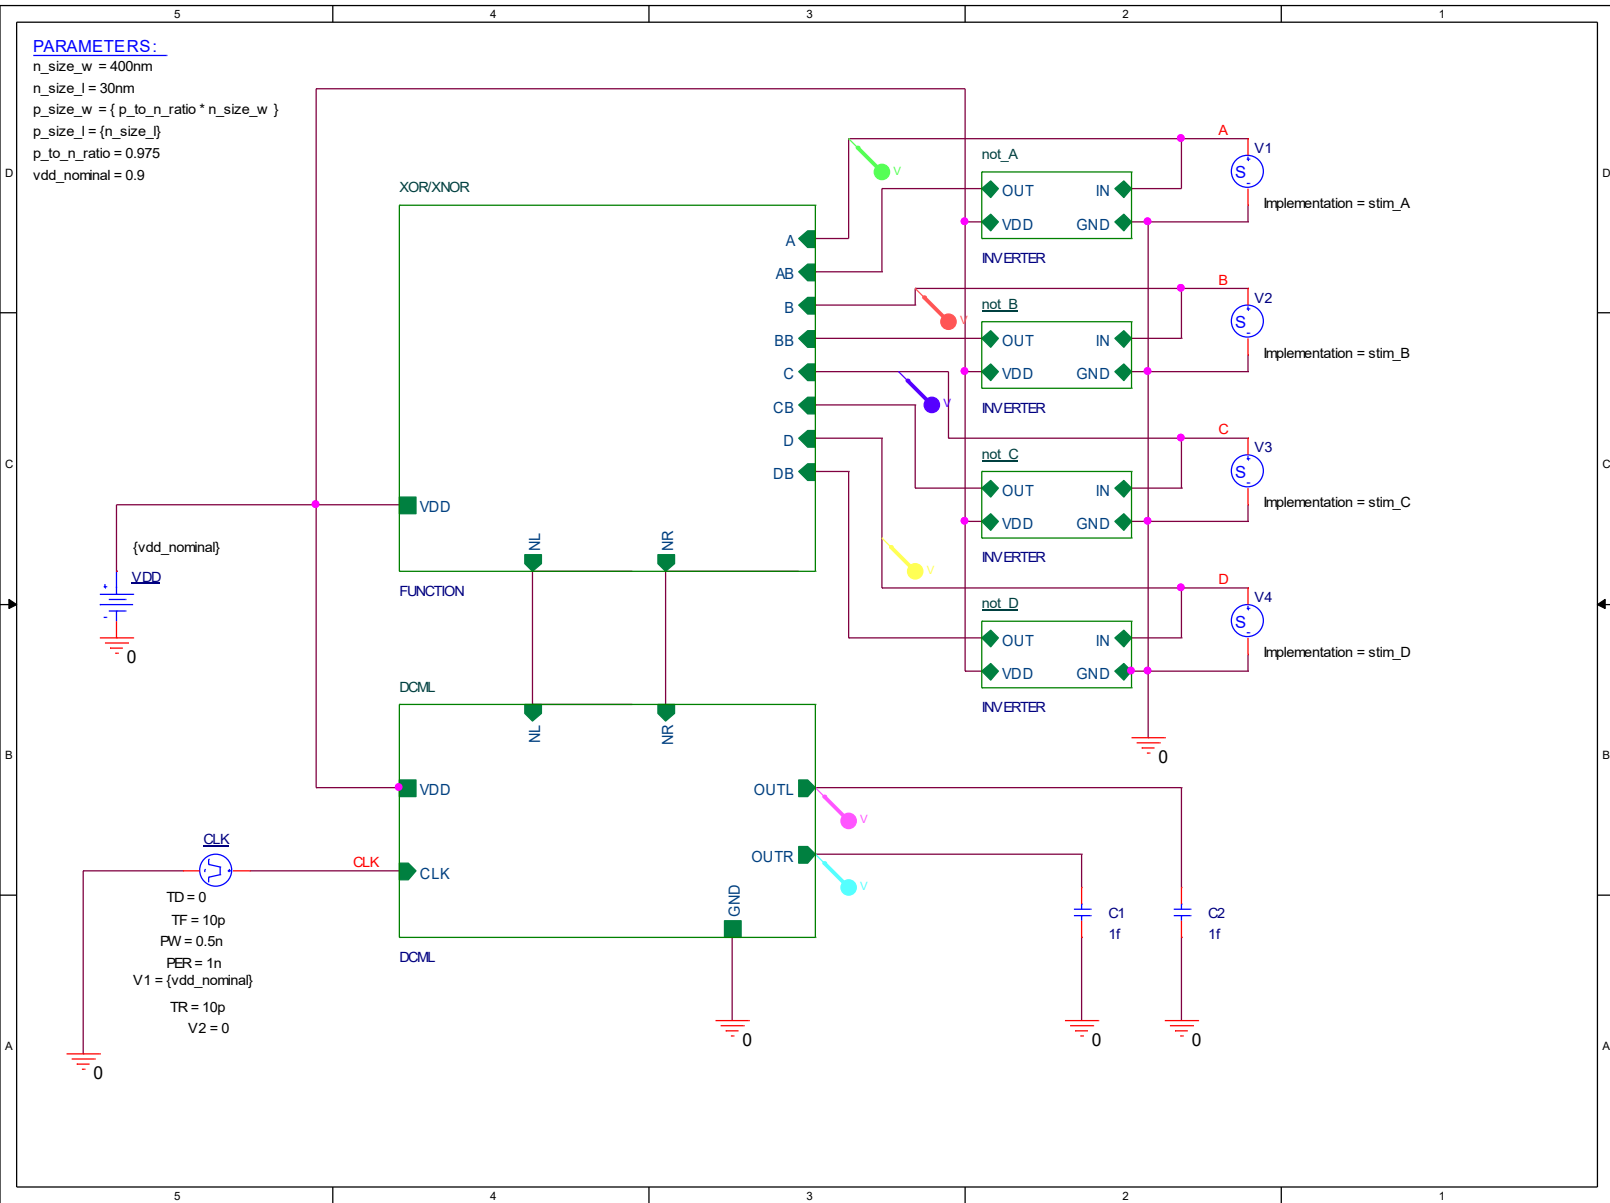 5 4 3 2 1
PARAMETERS:
n_size_w = 400nm
n_size_l = 30nm
p_size_w = { p_to_n_ratio * n_size_w }
p_size_l = {n_size_l}
p_to_n_ratio = 0.975
vdd_nominal = 0.9
D D
C C
B B
A A
XOR/XNOR
A
AB
B
BB
C
CB
D
DB
VDD
NL NR
FUNCTION
V
V
V
V
not_A
OUT IN
VDD GND
INVERTER
A
V1
S
Implementation = stim_A
not_B
OUT IN
VDD GND
INVERTER
B
V2
S
Implementation = stim_B
not_C
OUT IN
VDD GND
INVERTER
C
V3
S
Implementation = stim_C
not_D
OUT IN
VDD GND
INVERTER
D
V4
S
Implementation = stim_D
0
{vdd_nominal}
VDD
0
DCML
NL NR
VDD
CLK
OUTL
OUTR
GND
DCML
V
V
CLK
CLK
TD = 0
TF = 10p
PW = 0.5n
PER = 1n
V1 = {vdd_nominal}
TR = 10p
V2 = 0
0
0
C1
1f
0
C2
1f
0
5 4 3 2 1